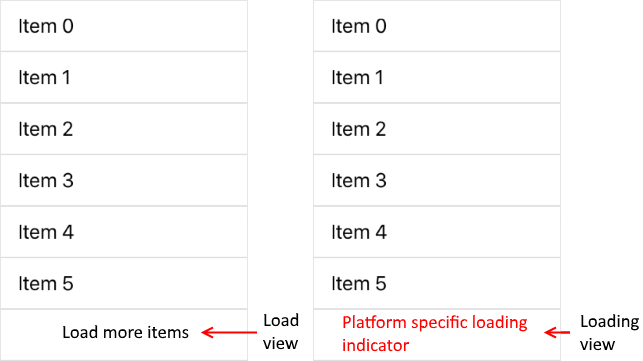 Item 0
Item 1
Item 2
Item 3
Item 4
Item 5
Load more items
Load
view
Item 0
Item 1
Item 2
Item 3
Item 4
Item 5
Platform specific loading
indicator
Loading
view